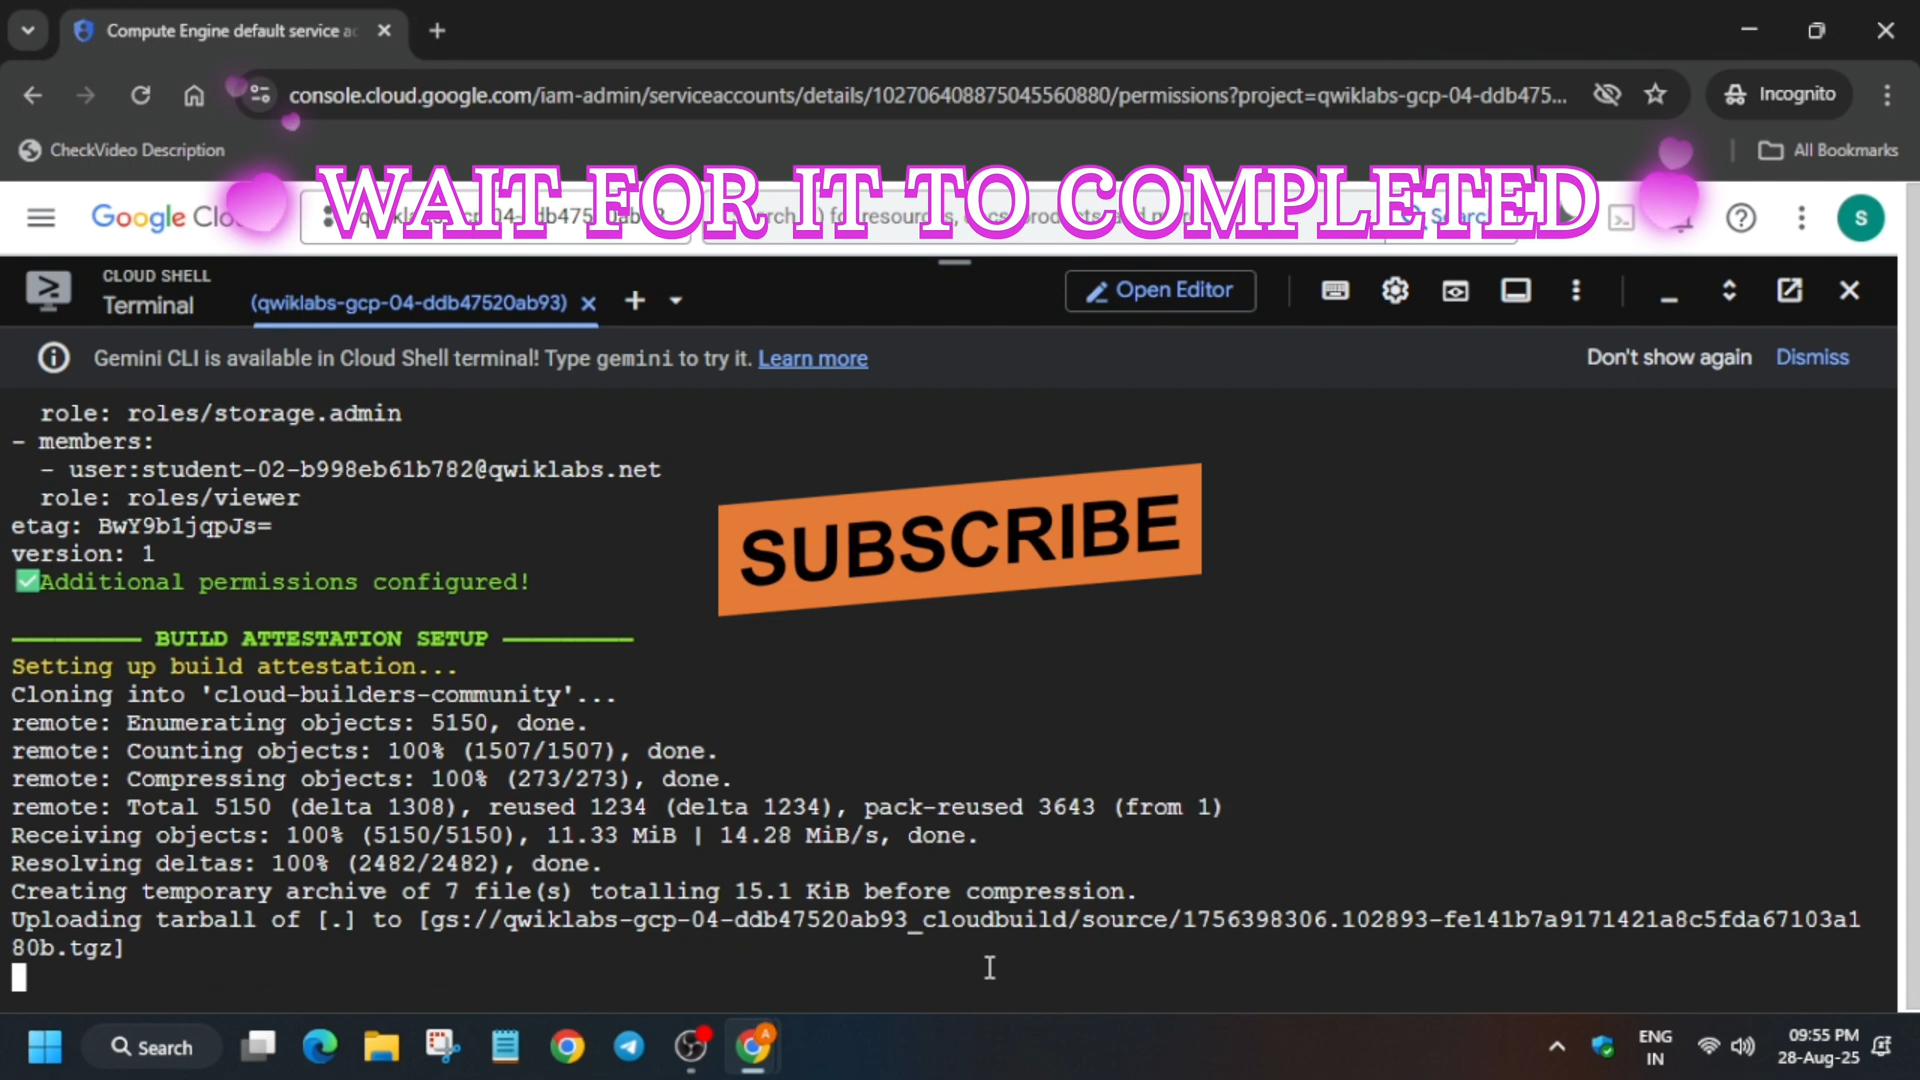 Compute Engine default service ac
console.cloud.google.com/iam-admin/serviceaccounts/details/102706408875045560880/permissions?project=qwiklabs-gcp-04-ddb475...
Incognito
CheckVideo Description
All Bookmarks
WAIT FOR IT TO COMPLETED
Google
S
CLOUD SHELL
Terminal
(qwiklabs-gcp-04-ddb47520ab93)
Open Editor
Gemini CLI is available in Cloud Shell terminal! Type gemini to try it. Learn more
Don't show again
Dismiss
role: roles/storage.admin
- members:
- user:student-02-b998eb61b782@qwiklabs.net
role: roles/viewer
etag: BwY9b1jqpJs=
version: 1
✅Additional permissions configured!
SUBSCRIBE
BUILD ATTESTATION SETUP
Setting up build attestation...
Cloning into 'cloud-builders-community'...
remote: Enumerating objects: 5150, done.
remote: Counting objects: 100% (1507/1507), done.
remote: Compressing objects: 100% (273/273), done.
remote: Total 5150 (delta 1308), reused 1234 (delta 1234), pack-reused 3643 (from 1)
Receiving objects: 100% (5150/5150), 11.33 MiB | 14.28 MiB/s, done.
Resolving deltas: 100% (2482/2482), done.
Creating temporary archive of 7 file(s) totalling 15.1 KiB before compression.
Uploading tarball of [.] to [gs://qwiklabs-gcp-04-ddb47520ab93_cloudbuild/source/1756398306.102893-fe141b7a9171421a8c5fda67103a1
80b.tgz]
Search
ENG
IN
09:55 PM
28-Aug-25